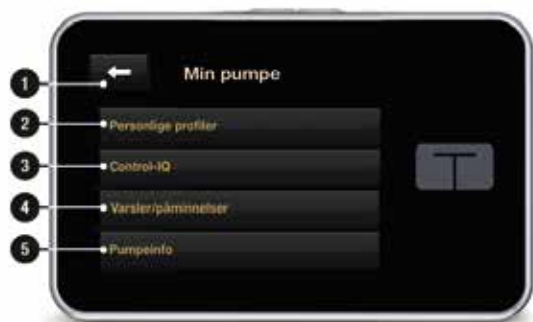 1
Min pumpe
2
Personlige profiler
3
Control-IQ
4
Varsler/påminnelser
5
Pumpeinfo